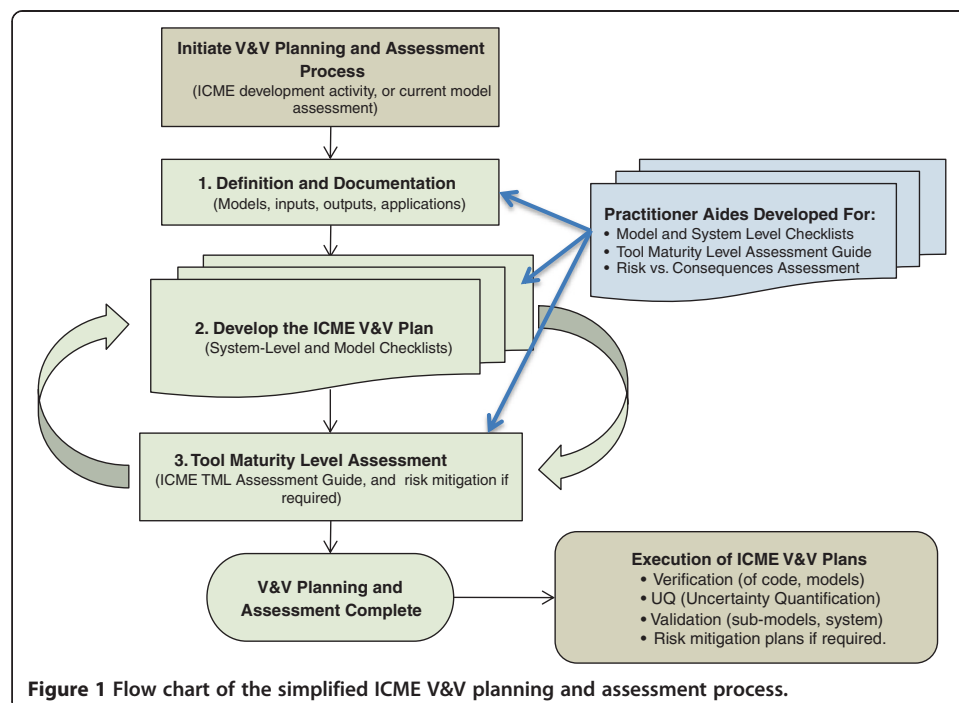 Initiate V&V Planning and Assessment
Process
(ICME development activity, or current model
assessment)
1. Definition and Documentation
(Models, inputs, outputs, applications)
Practitioner Aides Developed For:
• Model and System Level Checklists
• Tool Maturity Level Assessment Guide
• Risk vs. Consequences Assessment
2. Develop the ICME V&V Plan
(System-Level and Model Checklists)
3. Tool Maturity Level Assessment
(ICME TML Assessment Guide, and risk mitigation if
required)
V&V Planning and
Assessment Complete
Execution of ICME V&V Plans
• Verification (of code, models)
• UQ (Uncertainty Quantification)
• Validation (sub-models, system)
• Risk mitigation plans if required.
Figure 1 Flow chart of the simplified ICME V&V planning and assessment process.